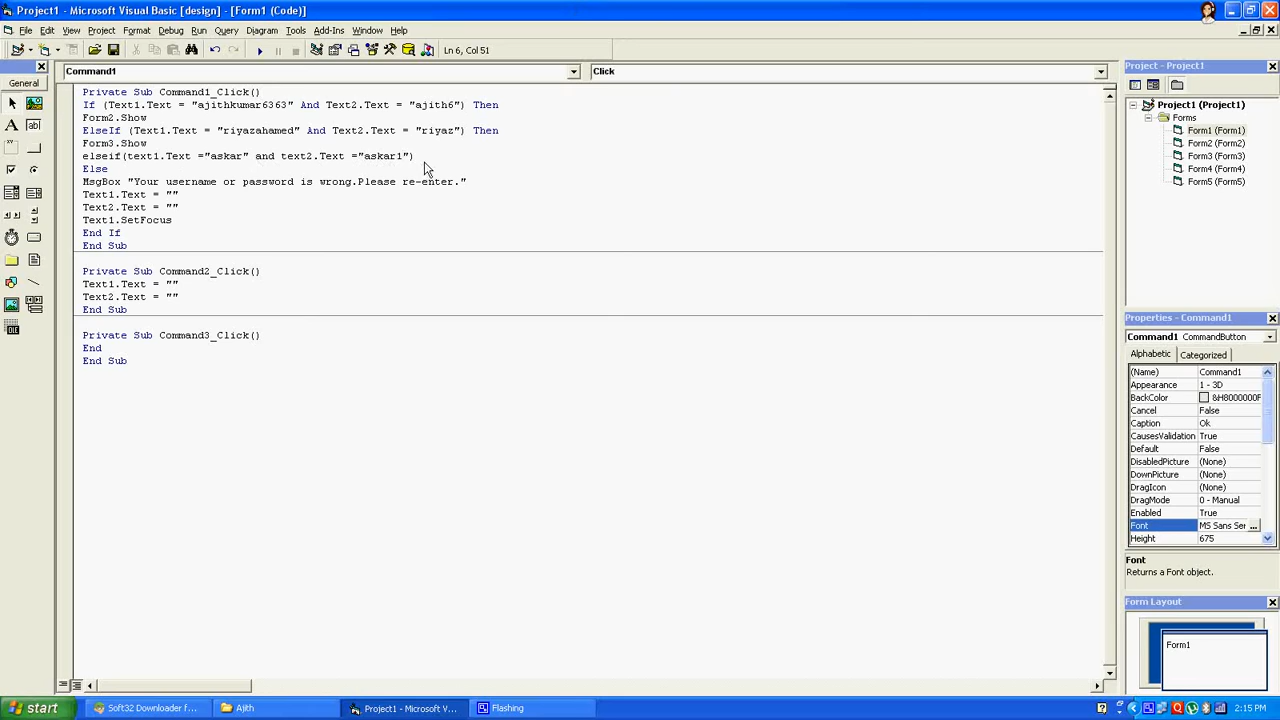 Project1 - Microsoft Visual Basic [design] - [Form1 (Code)]
File Edit View Project Format Debug Run Query Diagram Tools Add-Ins Window Help
Ln 6, Col 51
General
Command1
Click
Private Sub Command1_Click()
If (Text1.Text = "ajithkumar6363" And Text2.Text = "ajith6") Then
Form2.Show
ElseIf (Text1.Text = "riyazahamed" And Text2.Text = "riyaz") Then
Form3.Show
elseif(text1.Text ="askar" and text2.Text ="askar1")
Else
MsgBox "Your username or password is wrong.Please re-enter."
Text1.Text = ""
Text2.Text = ""
Text1.SetFocus
End If
End Sub
Private Sub Command2_Click()
Text1.Text = ""
Text2.Text = ""
End Sub
Private Sub Command3_Click()
End
End Sub
Project - Project1
Project1 (Project1)
Forms
Form1 (Form1)
Form2 (Form2)
Form3 (Form3)
Form4 (Form4)
Form5 (Form5)
Properties - Command1
Command1 CommandButton
Alphabetic Categorized
(Name) Command1
Appearance 1 - 3D
BackColor &H8000000F
Cancel False
Caption Ok
CausesValidation True
Default False
DisabledPicture (None)
DownPicture (None)
DragIcon (None)
DragMode 0 - Manual
Enabled True
Font MS Sans Ser ...
Height 675
Font
Returns a Font object.
Form Layout
Form1
start
Soft32 Downloader f...
Ajith
Project1 - Microsoft V...
Flashing
2:15 PM